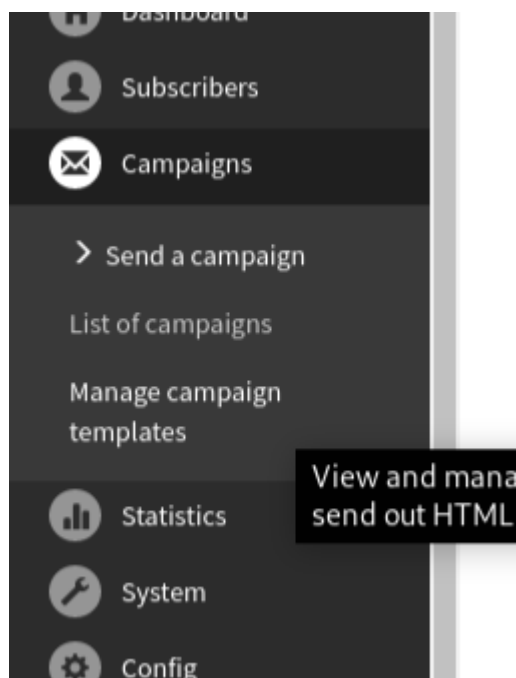 Dashboard
Subscribers
Campaigns
Send a campaign
List of campaigns
Manage campaign
templates
View and mana
send out HTML
Statistics
System
Config